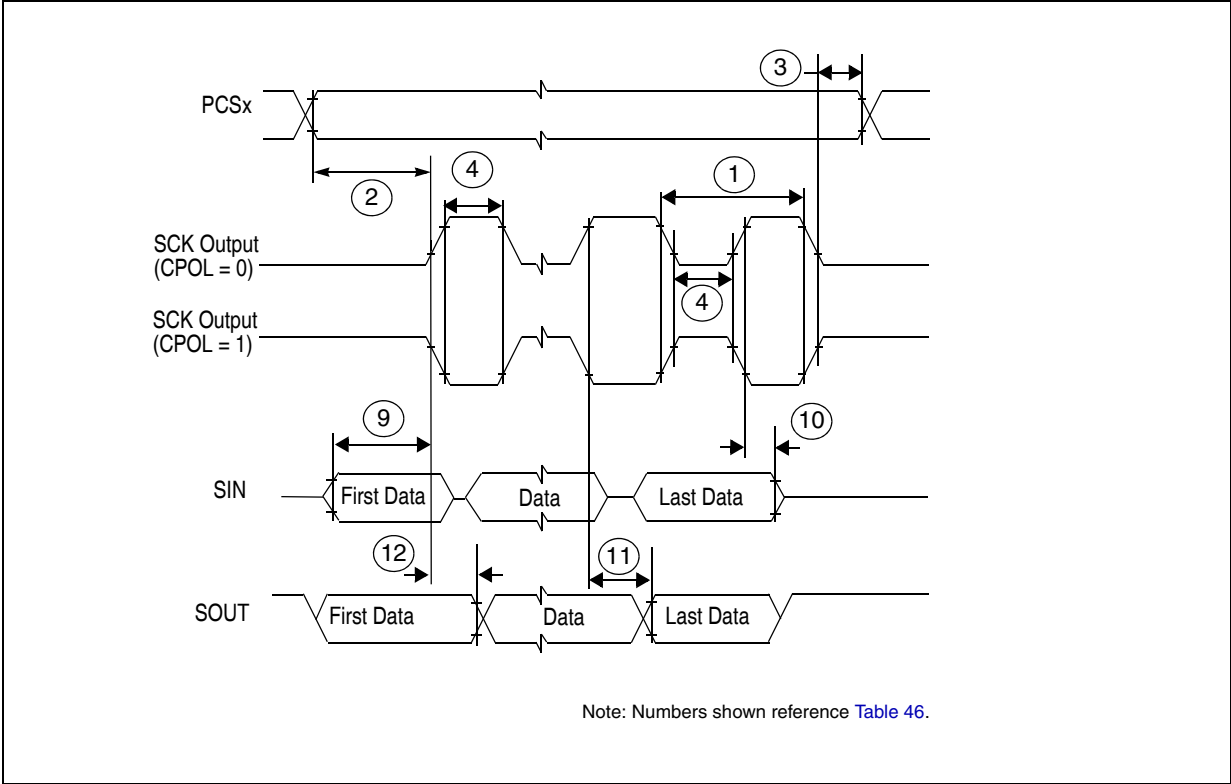 3
PCSx
2
4
1
SCK Output
(CPOL = 0)
4
SCK Output
(CPOL = 1)
9
10
SIN
First Data
Data
Last Data
12
11
SOUT
First Data
Data
Last Data
Note: Numbers shown reference Table 46.